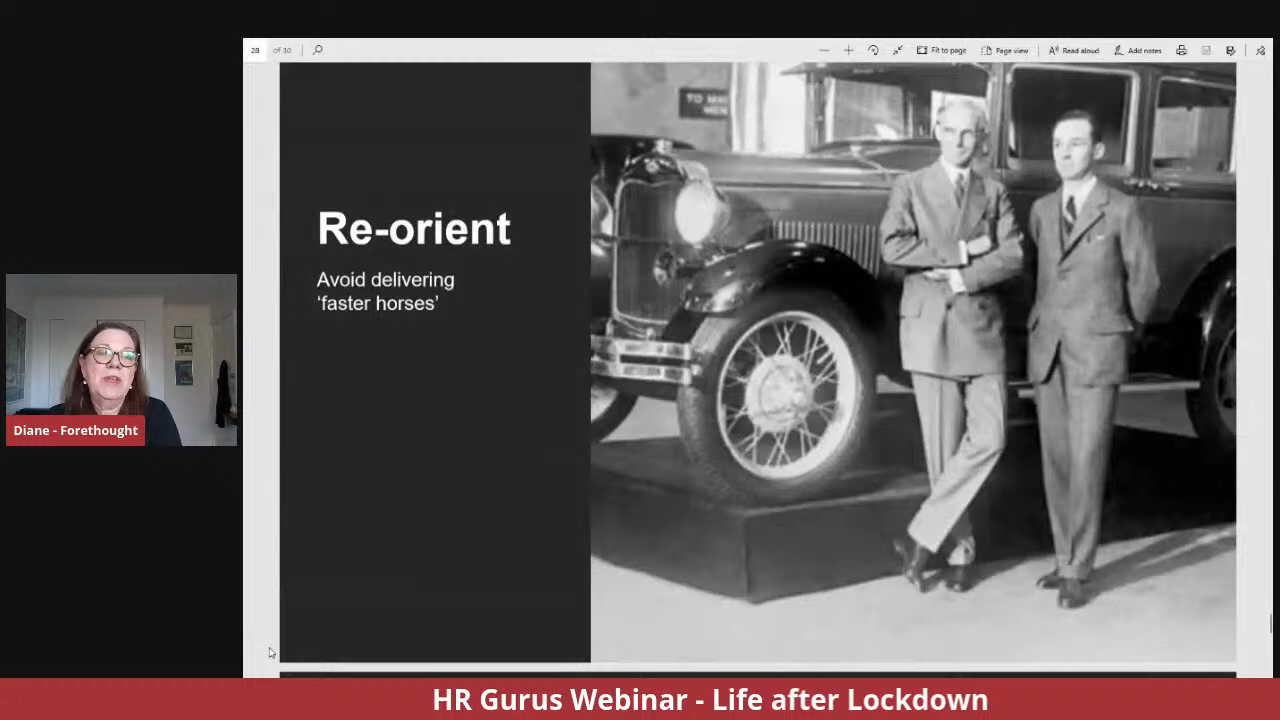 28 of 30
Fit to page
Page view
Read aloud
Add notes
Re-orient
Avoid delivering
‘faster horses’
Diane - Forethought
HR Gurus Webinar - Life after Lockdown